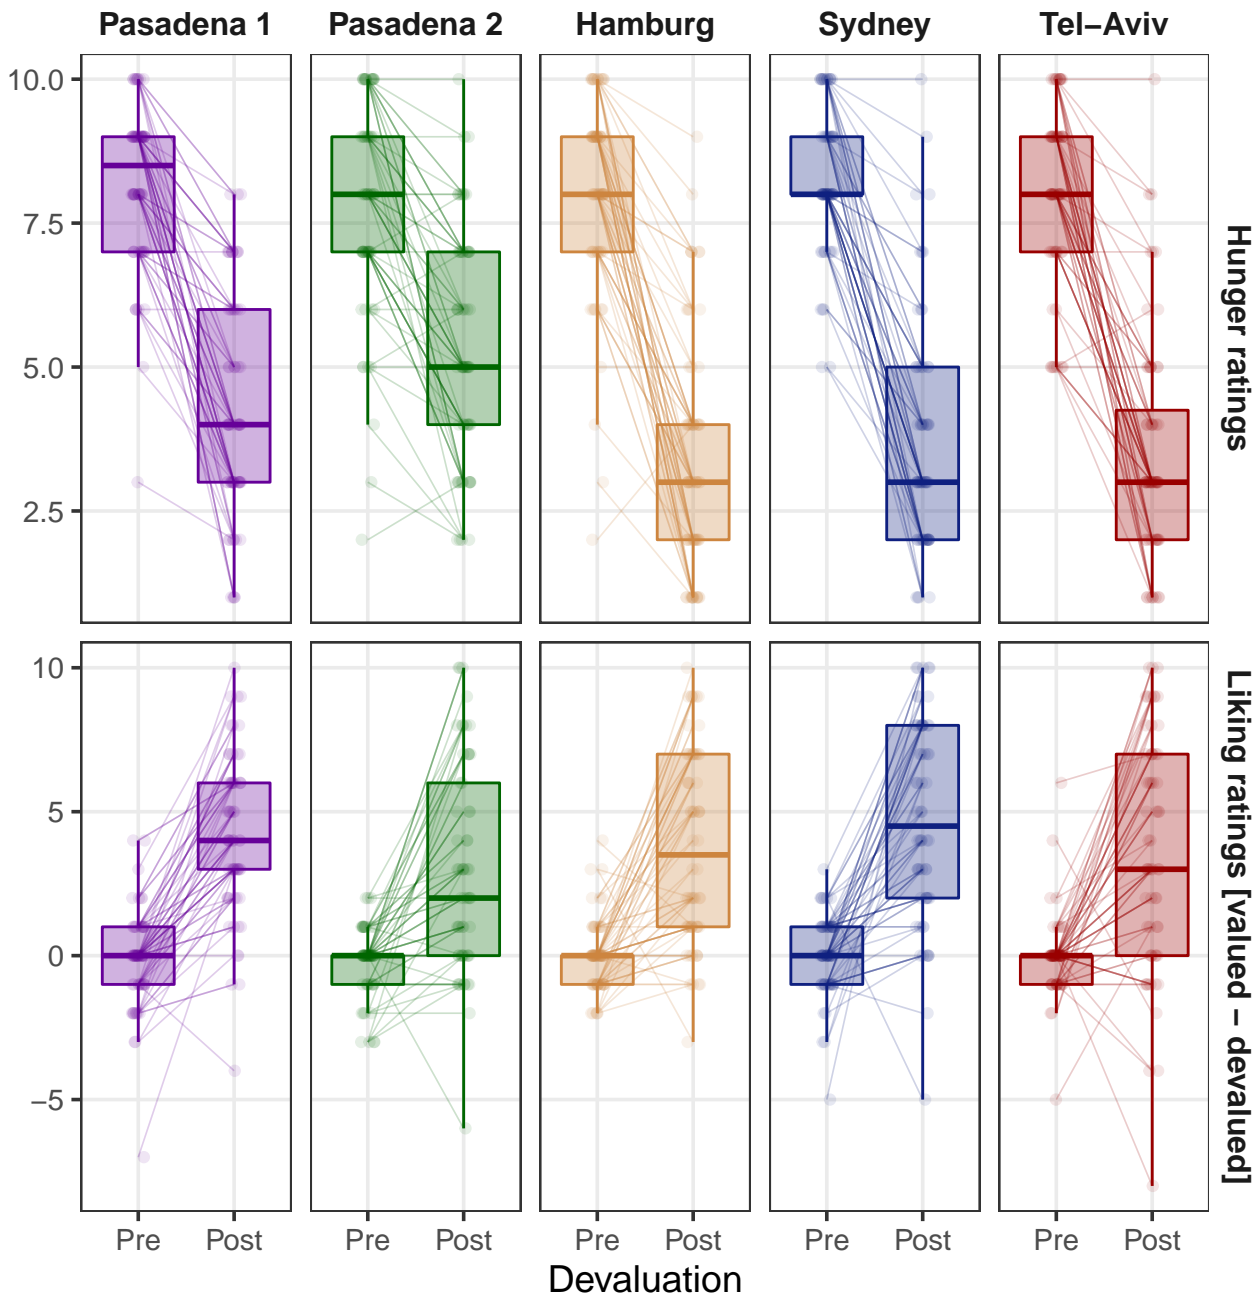 Pasadena 1 Pasadena 2 Hamburg Sydney Tel–Aviv
10.0
7.5
5.0
2.5
Hunger ratings
10
5
0
−5
Liking ratings [valued – devalued]
Pre Post Pre Post Pre Post Pre Post Pre Post
Devaluation